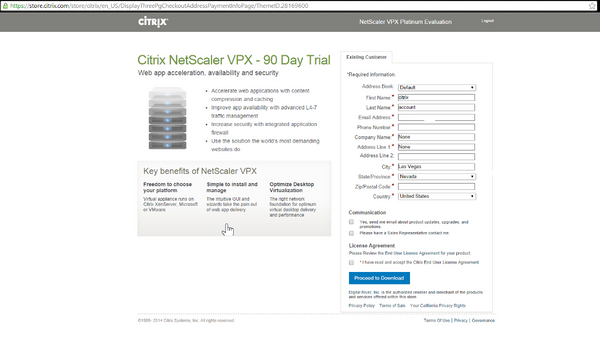 https://store.citrix.com/store/citrix/en_US/DisplayThreePgCheckoutAddressPaymentInfoPage/ThemeID.28169600
CITRIX
NetScaler VPX Platinum Evaluation
Logout
Citrix NetScaler VPX - 90 Day Trial
Web app acceleration, availability and security
Accelerate web applications with content
compression and caching
Improve app availability with advanced L4-7
traffic management
Increase security with integrated application
firewall
Use the solution the world's most demanding
websites do
Key benefits of NetScaler VPX
Freedom to choose
your platform
Virtual appliance runs on
Citrix XenServer, Microsoft
or VMware
Simple to install and
manage
The intuitive GUI and
wizards take the pain out
of web app delivery
Optimize Desktop
Virtualization
The right network
foundation for optimum
virtual desktop delivery
and performance
Existing Customer
*Required Information
Address Book: Default
First Name:* citrix
Last Name:* account
Email Address:*
Phone Number:*
Company Name:* None
Address Line 1:* None
Address Line 2:
City:* Las Vegas
State/Province:* Nevada
Zip/Postal Code:*
Country:* United States
Communication
Yes, send me email about product updates, upgrades, and
promotions.
Please have a Sales Representative contact me.
License Agreement
Please Review the End User License Agreement for your product.
* I have read and accept the Citrix End User License Agreement
Proceed to Download
Digital River, Inc. is the authorized reseller and merchant of the
products and services offered within this store.
Privacy Policy Terms of Sale Your California Privacy Rights
©1999- 2014 Citrix Systems, Inc. All rights reserved.
Terms Of Use | Privacy | Governance